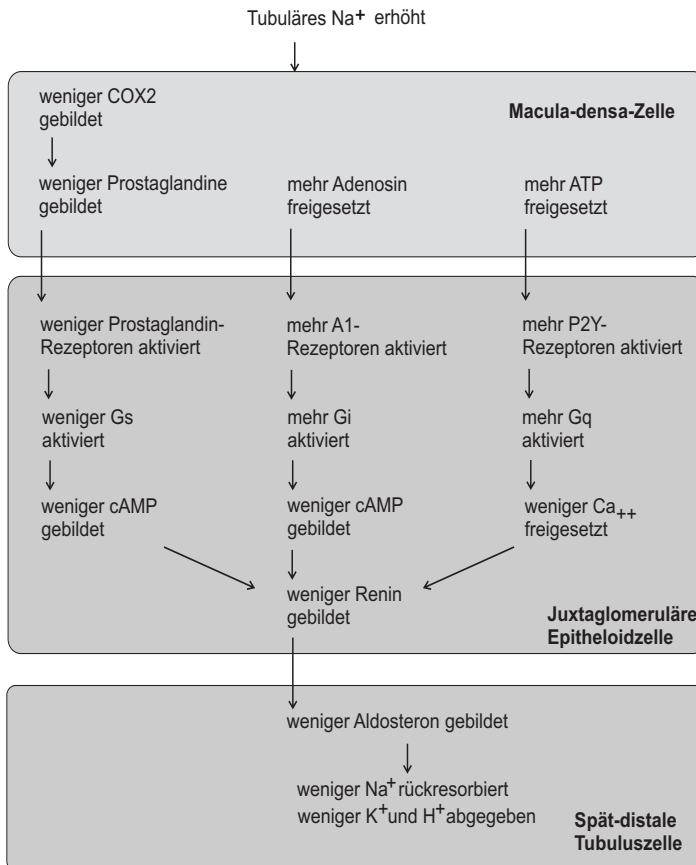 Tubuläres Na+ erhöht
weniger COX2
gebildet
Macula-densa-Zelle
weniger Prostaglandine
gebildet
mehr Adenosin
freigesetzt
mehr ATP
freigesetzt
weniger Prostaglandin-
Rezeptoren aktiviert
mehr A1-
Rezeptoren aktiviert
mehr P2Y-
Rezeptoren aktiviert
weniger Gs
aktiviert
mehr Gi
aktiviert
mehr Gq
aktiviert
weniger cAMP
gebildet
weniger cAMP
gebildet
weniger Ca++
freigesetzt
weniger Renin
gebildet
Juxtaglomeruläre
Epitheloidzelle
weniger Aldosteron gebildet
weniger Na+ rückresorbiert
weniger K+ und H+ abgegeben
Spät-distale
Tubuluszelle